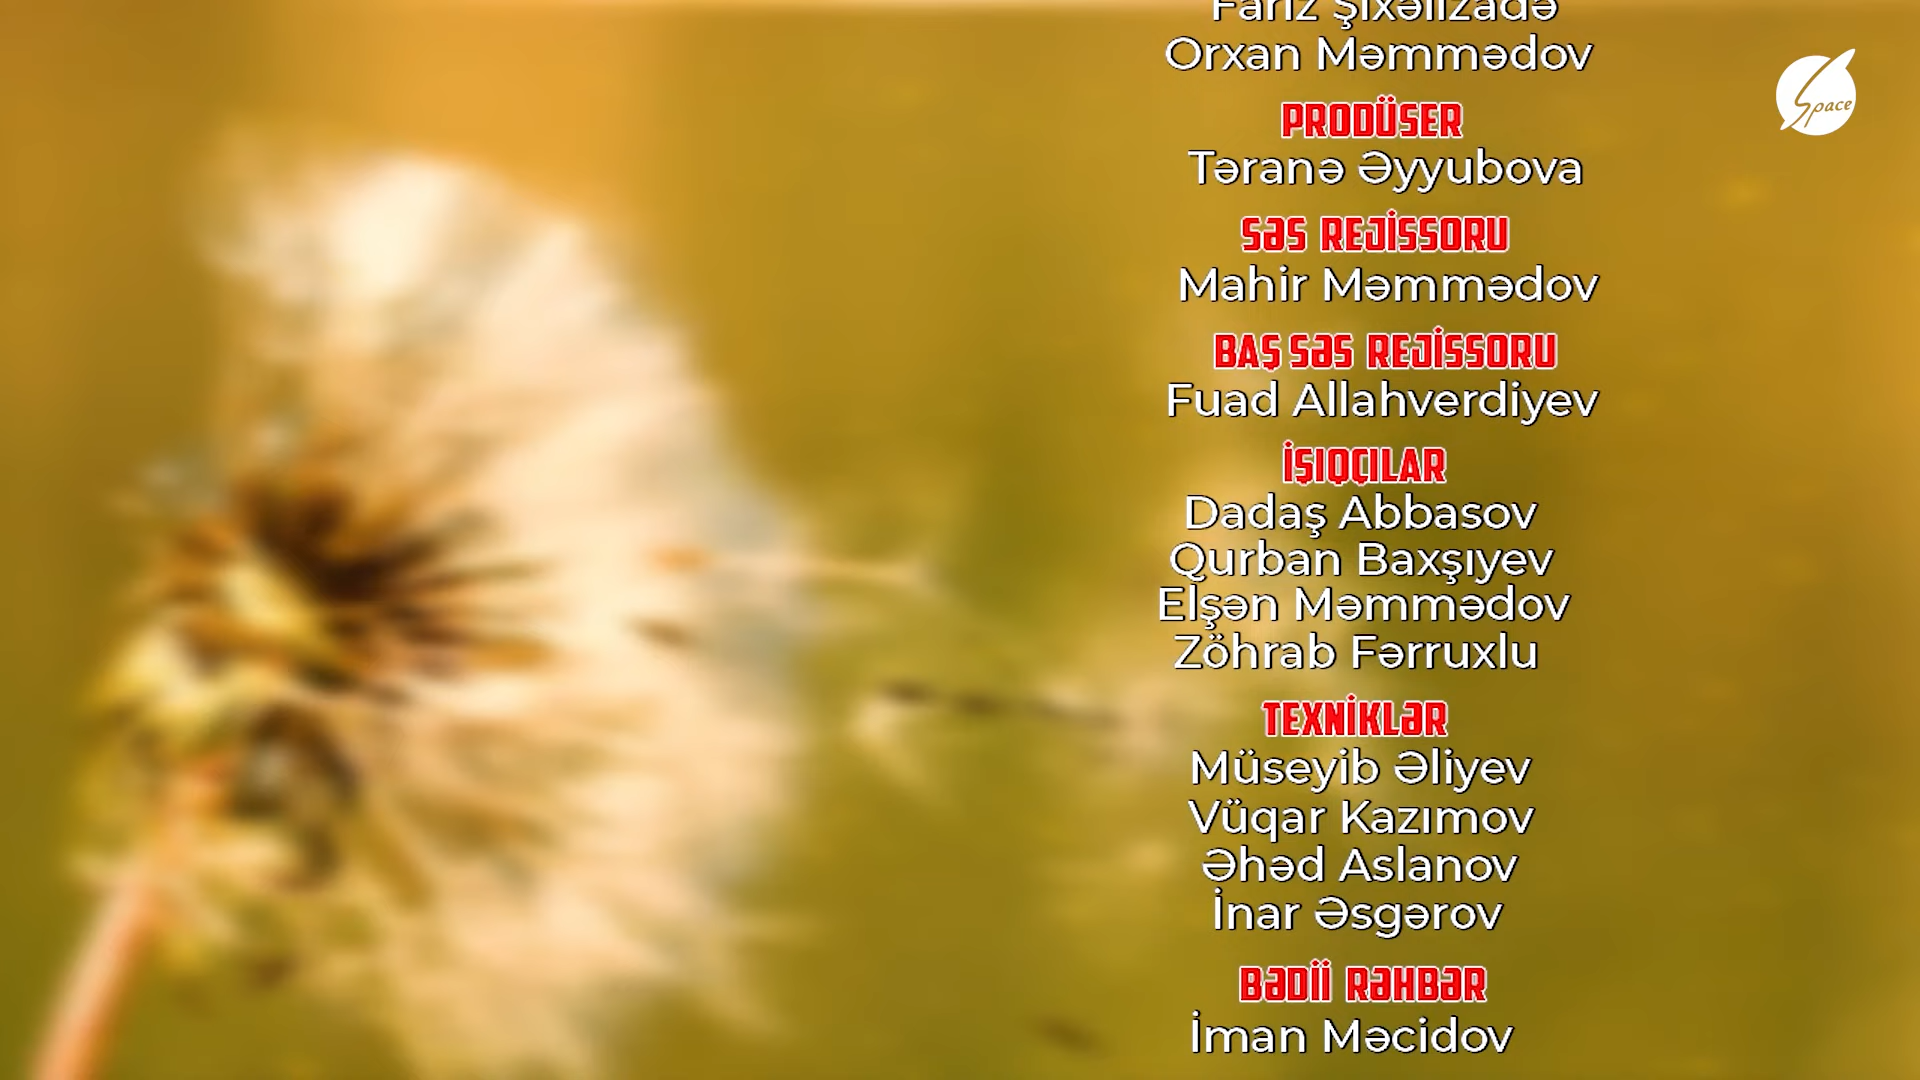 Fariz Şıxəlizadə
Orxan Məmmədov
Space
PRODÜSER
Təranə Əyyubova
SƏS REJİSSORU
Mahir Məmmədov
BAŞ SƏS REJİSSORU
Fuad Allahverdiyev
İŞIQÇILAR
Dadaş Abbasov
Qurban Baxşıyev
Elşən Məmmədov
Zöhrab Fərruxlu
TEXNİKLƏR
Müseyib Əliyev
Vüqar Kazımov
Əhəd Aslanov
İnar Əsgərov
BƏDİİ RƏHBƏR
İman Məcidov